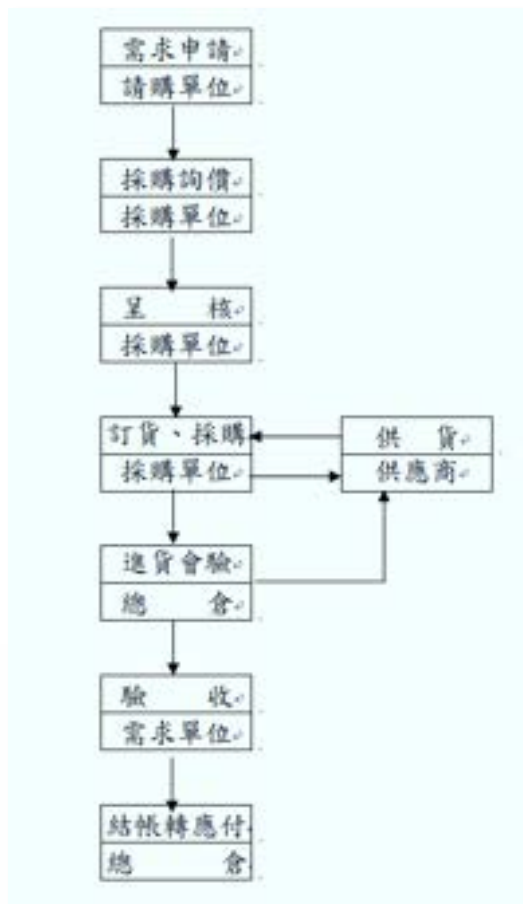 需求申請
請購單位
採購詢價
採購單位
呈　　核
採購單位
訂貨、採購
採購單位
供　貨
供應商
進貨會驗
總　　倉
驗　　收
需求單位
結帳轉應付
總　　倉